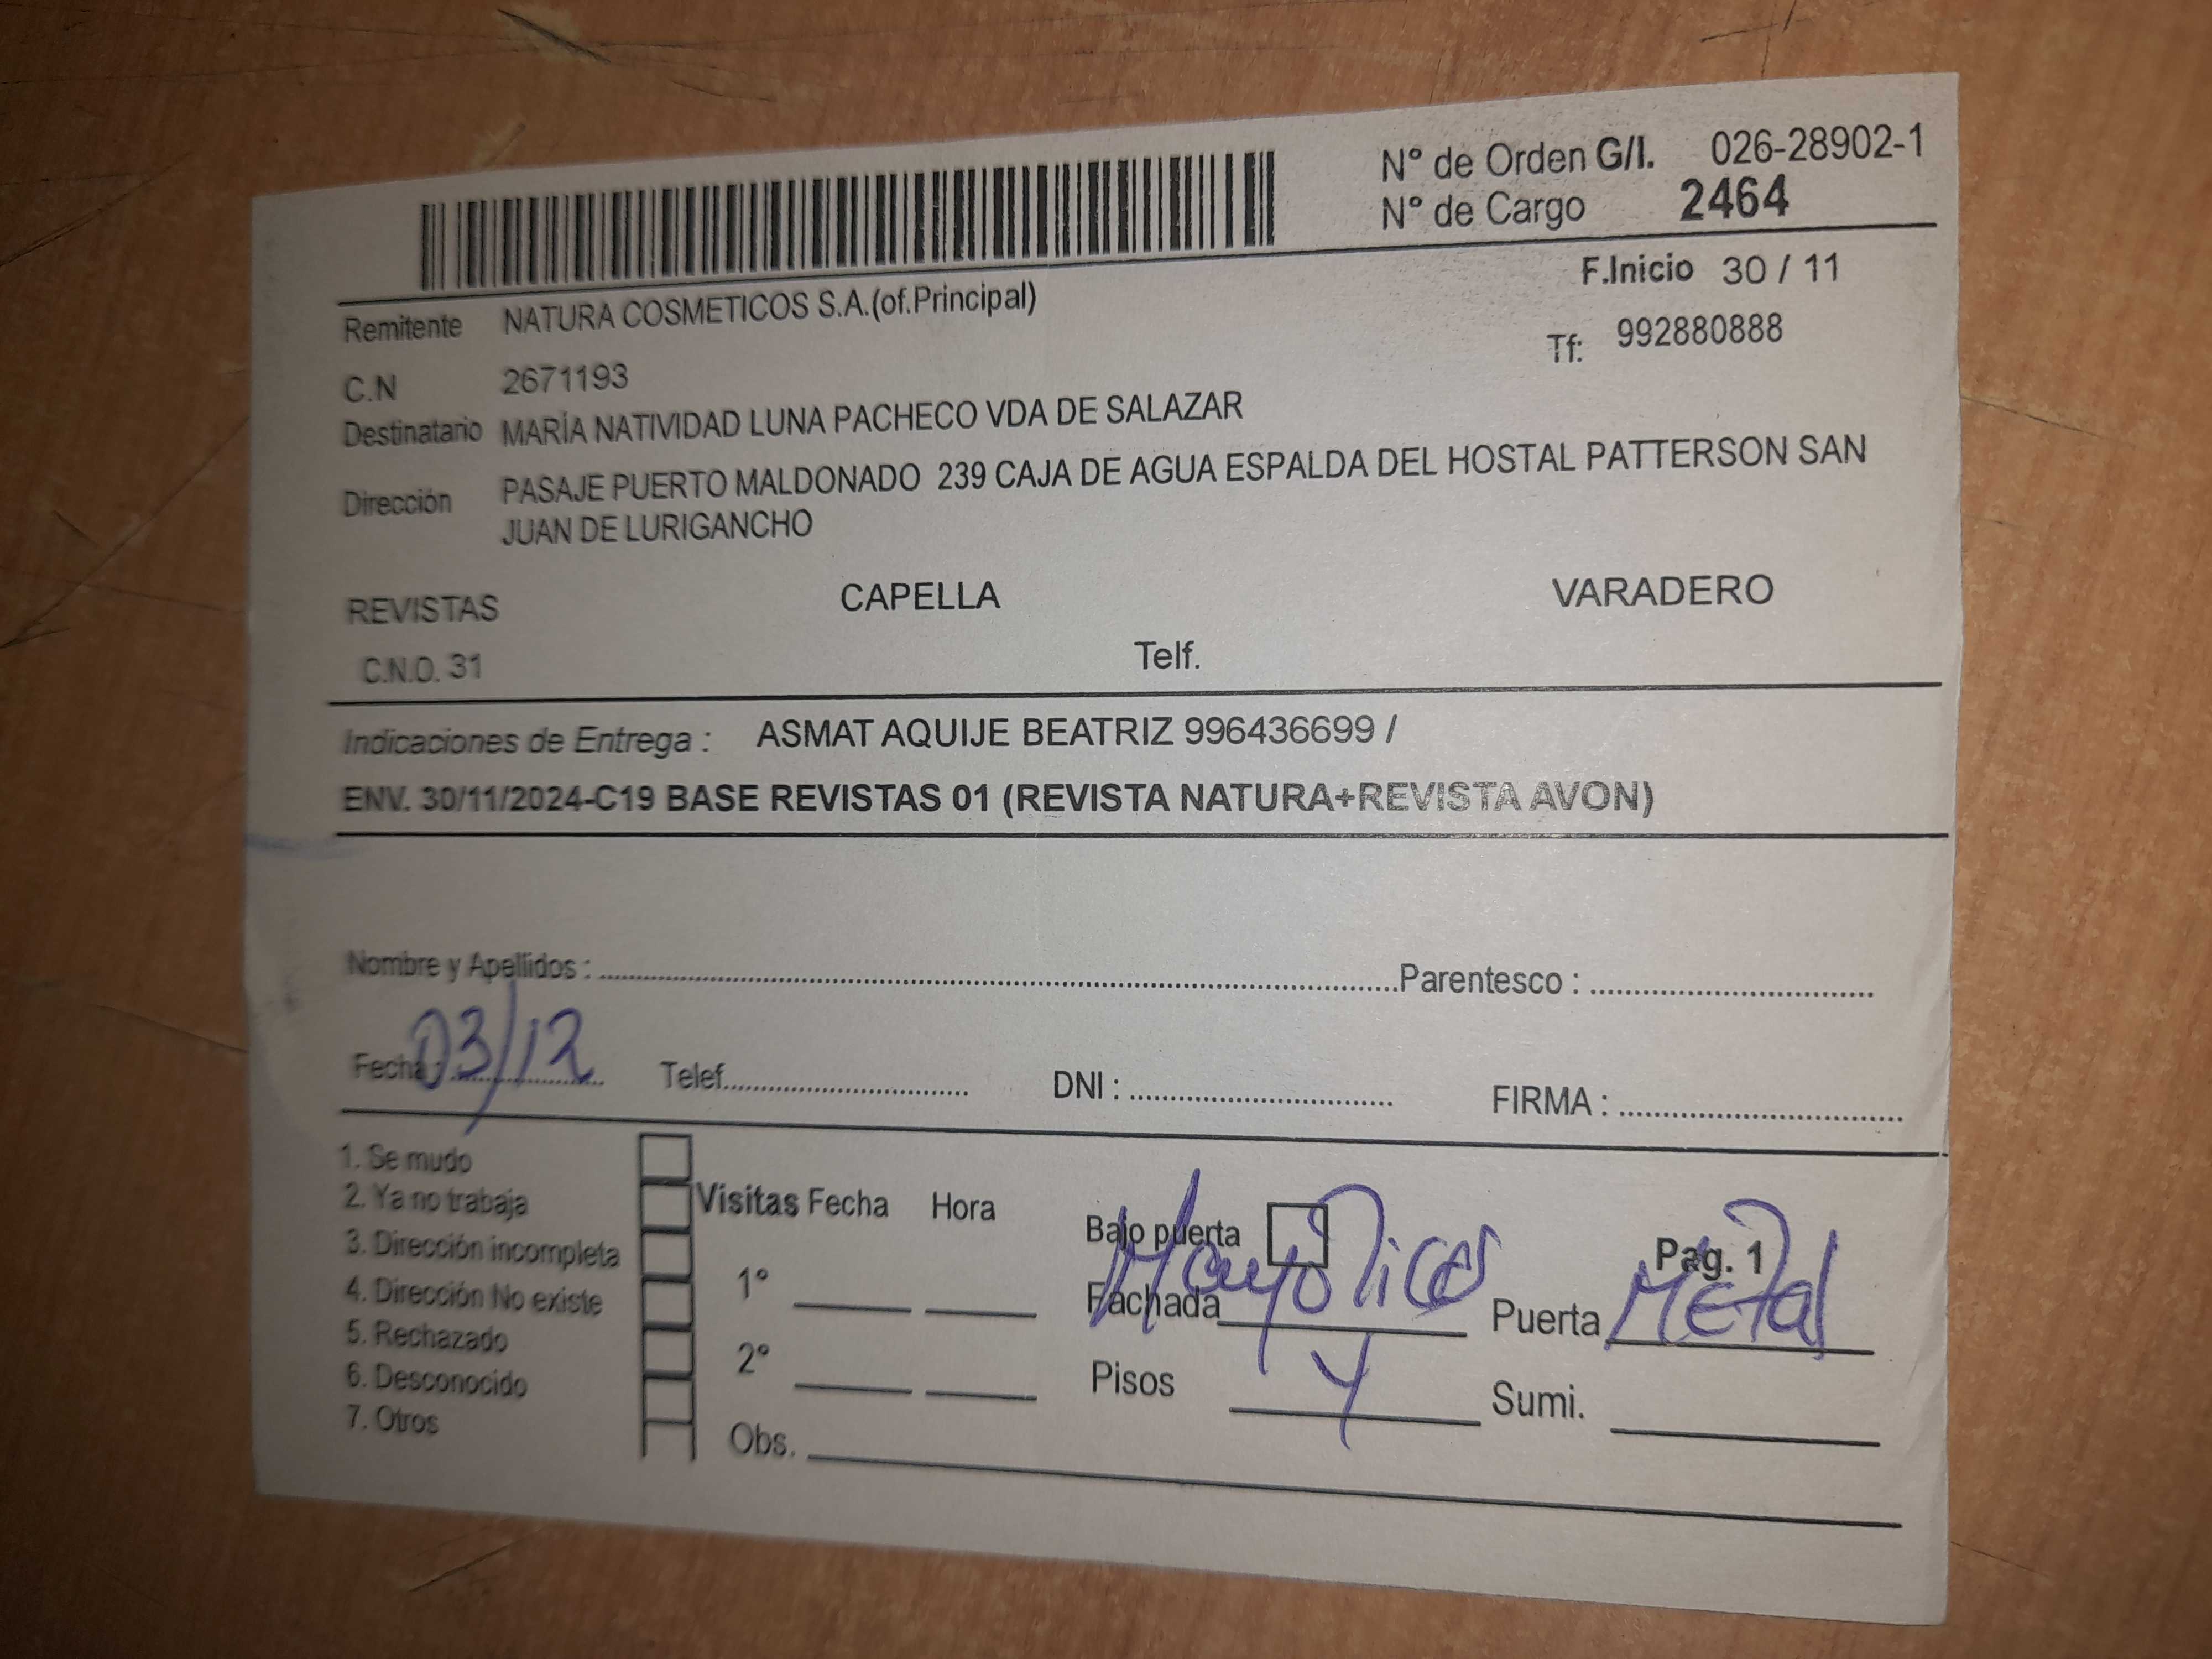 N° de Orden G/I. 026-28902-1
N° de Cargo 2464
F.Inicio 30 / 11
Remitente NATURA COSMETICOS S.A.(of.Principal)
Tf: 992880888
C.N 2671193
Destinatario MARÍA NATIVIDAD LUNA PACHECO VDA DE SALAZAR
Dirección PASAJE PUERTO MALDONADO 239 CAJA DE AGUA ESPALDA DEL HOSTAL PATTERSON SAN
JUAN DE LURIGANCHO
REVISTAS CAPELLA VARADERO
C.N.O. 31 Telf.
Indicaciones de Entrega : ASMAT AQUIJE BEATRIZ 996436699 /
ENV. 30/11/2024-C19 BASE REVISTAS 01 (REVISTA NATURA+REVISTA AVON)
Nombre y Apellidos : Parentesco :
Fecha : 03/12 Telef. DNI : FIRMA :
1. Se mudo
2. Ya no trabaja
3. Dirección incompleta
4. Dirección No existe
5. Rechazado
6. Desconocido
7. Otros
Visitas Fecha Hora
1°
2°
Obs.
Bajo puerta Pag. 1
Fachada Mayolicas Puerta Metal
Pisos 4 Sumi.